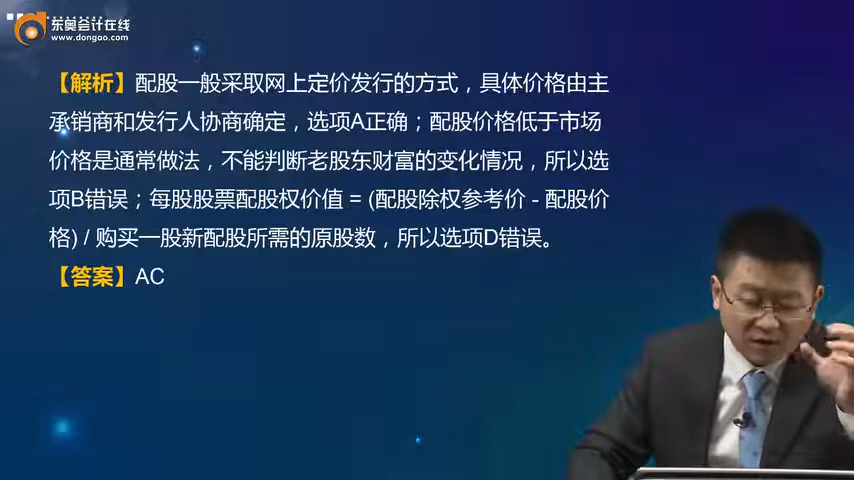 东奥会计在线
www.dongao.com
【解析】配股一般采取网上定价发行的方式，具体价格由主
承销商和发行人协商确定，选项A正确；配股价格低于市场
价格是通常做法，不能判断老股东财富的变化情况，所以选
项B错误；每股股票配股权价值 = (配股除权参考价 - 配股价
格) / 购买一股新配股所需的原股数，所以选项D错误。
【答案】AC